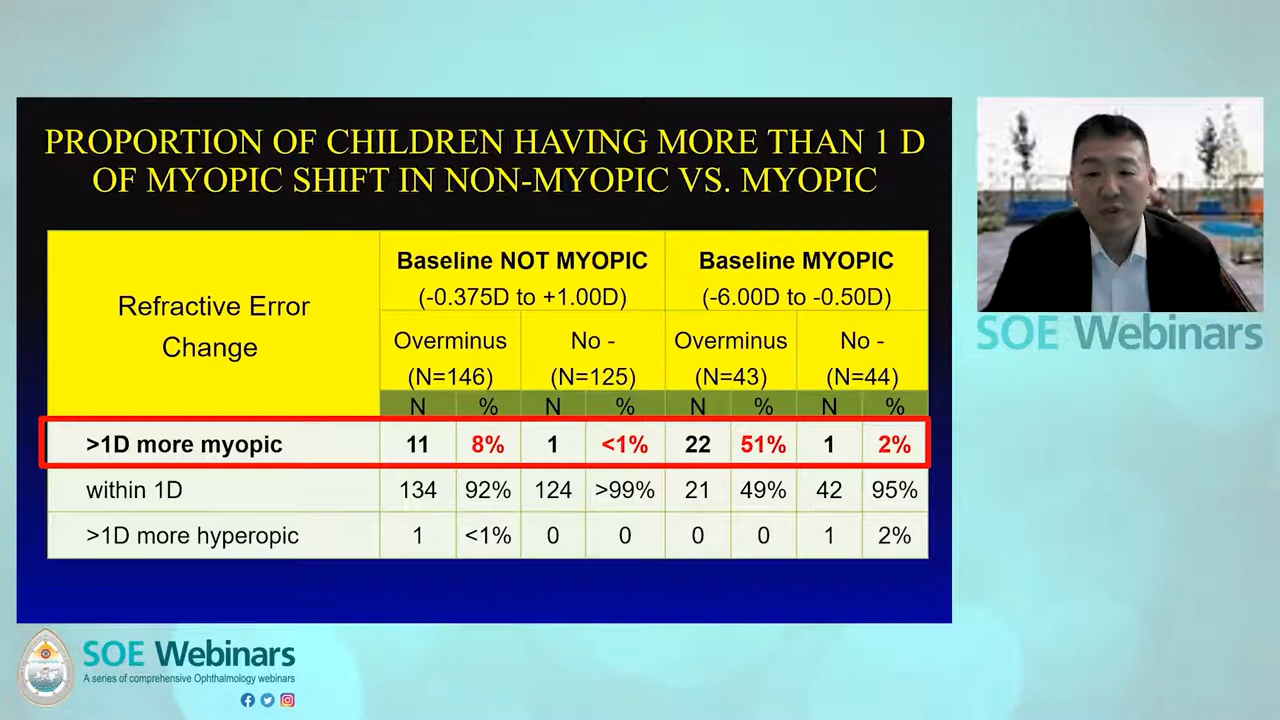 PROPORTION OF CHILDREN HAVING MORE THAN 1 D
OF MYOPIC SHIFT IN NON-MYOPIC VS. MYOPIC
Refractive Error
Change
Baseline NOT MYOPIC
(-0.375D to +1.00D)
Baseline MYOPIC
(-6.00D to -0.50D)
Overminus
(N=146)
No -
(N=125)
Overminus
(N=43)
No -
(N=44)
N % N % N % N %
>1D more myopic 11 8% 1 <1% 22 51% 1 2%
within 1D 134 92% 124 >99% 21 49% 42 95%
>1D more hyperopic 1 <1% 0 0 0 0 1 2%
SOE Webinars
SOE Webinars
A series of comprehensive Ophthalmology webinars